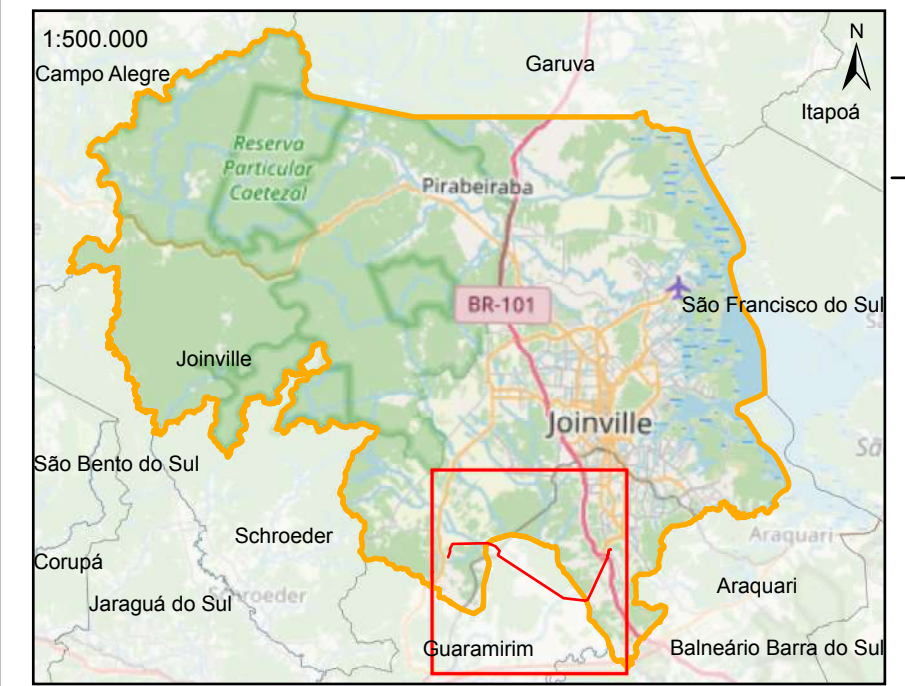 1:500.000
N
Campo Alegre
Garuva
Itapoá
Reserva
Particular
Caetezal
Pirabeiraba
BR-101
São Francisco do Sul
Joinville
Joinville
São Bento do Sul
Schroeder
Araquari
Corupá
Araquari
Jaraguá do Sul
Schroeder
Guaramirim
Balneário Barra do Sul